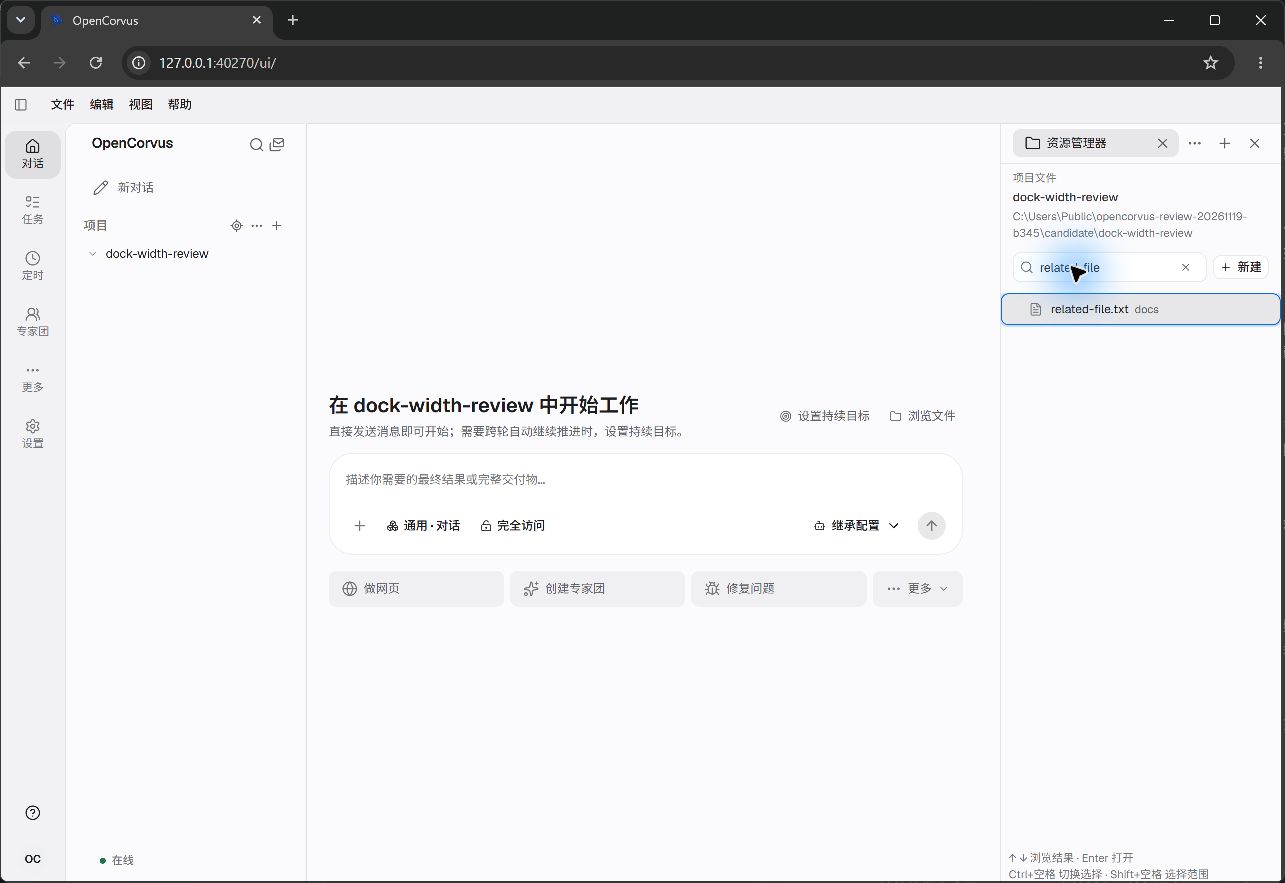 OpenCorvus
127.0.0.1:40270/ui/
文件 编辑 视图 帮助
对话
任务
定时
专家团
更多
设置
OC
OpenCorvus
新对话
项目
dock-width-review
在线
在 dock-width-review 中开始工作
直接发送消息即可开始；需要跨轮自动继续推进时，设置持续目标。
设置持续目标 浏览文件
描述你需要的最终结果或完整交付物...
通用 · 对话 完全访问 继承配置
做网页 创建专家团 修复问题 更多
资源管理器
项目文件
dock-width-review
C:\Users\Public\opencorvus-review-20261119-
b345\candidate\dock-width-review
related-file
新建
related-file.txt docs
↑↓浏览结果 · Enter 打开
Ctrl+空格 切换选择 · Shift+空格 选择范围